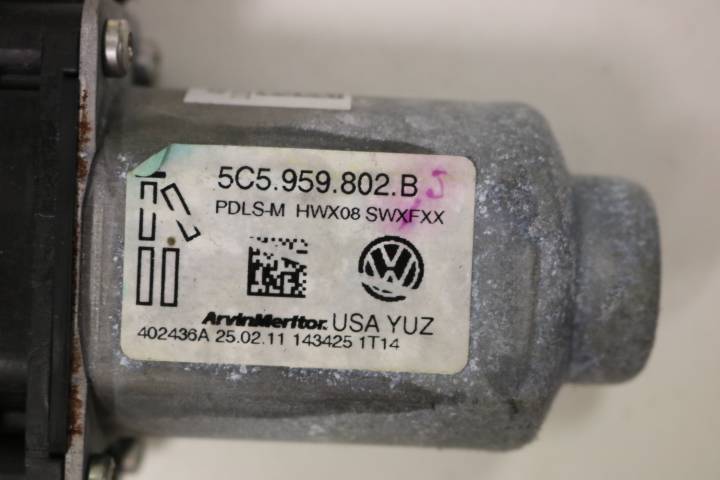 5C5.959.802.B J
PDLS-M HWX08 SWXFXX
ArvinMeritor. USA YUZ
402436A 25.02.11 143425 1T14